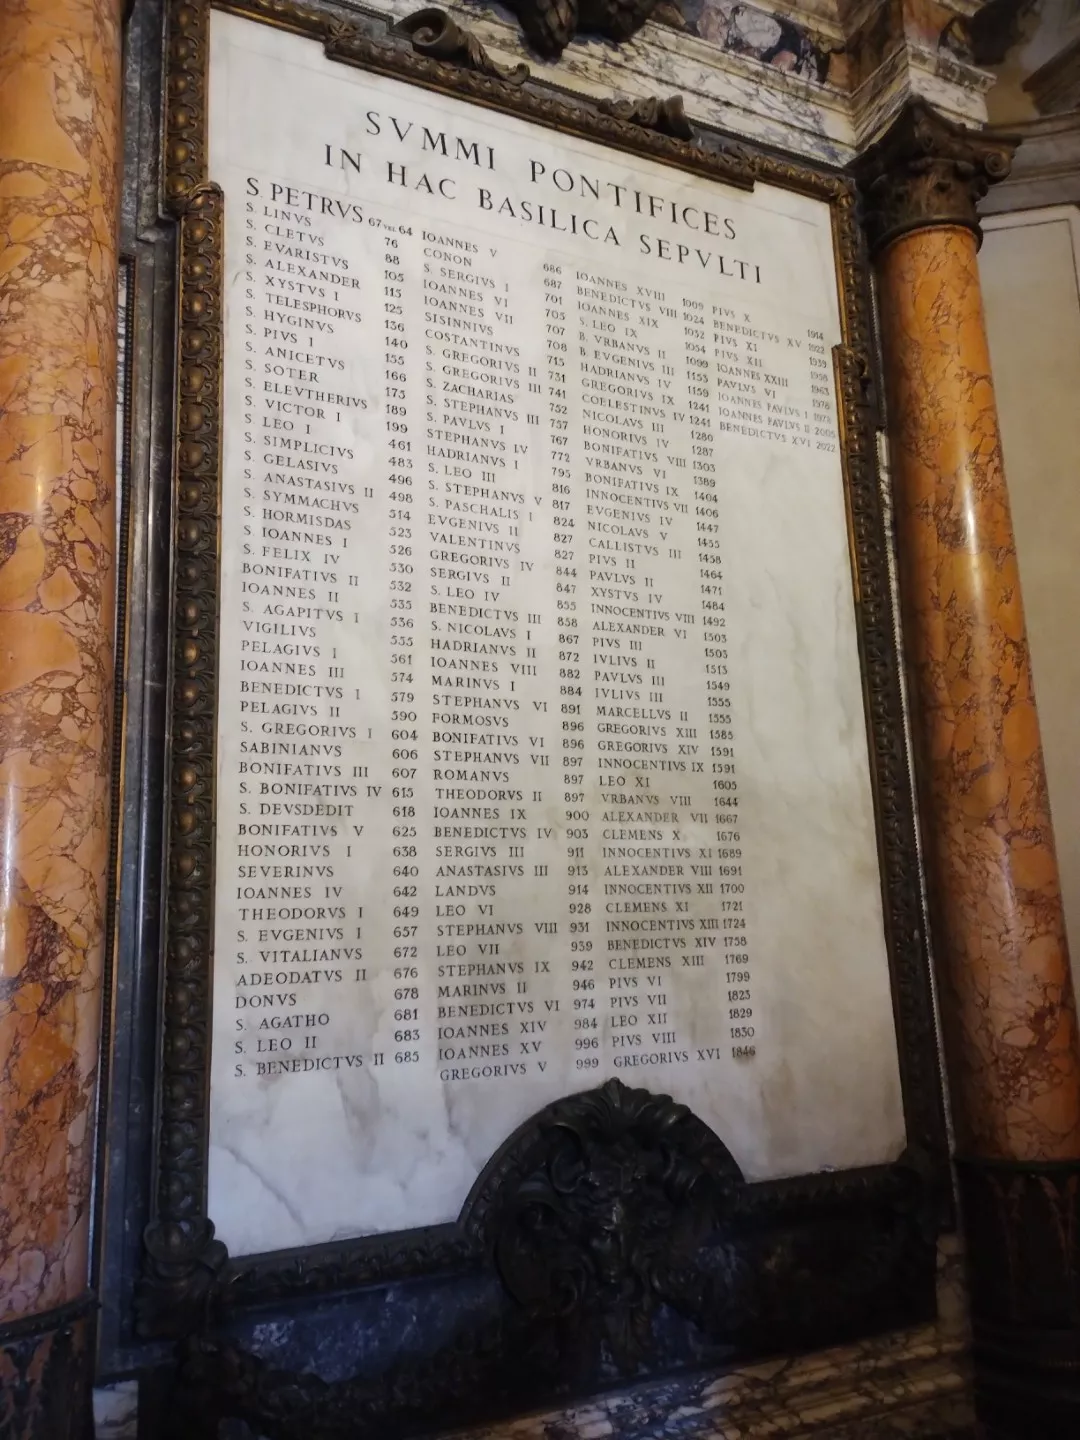 SVMMI PONTIFICES
IN HAC BASILICA SEPVLTI
S PETRVS 67 VEL 64
S. LINVS 76
S. CLETVS 88
S. EVARISTVS 105
S. ALEXANDER 115
S. XYSTVS I 125
S. TELESPHORVS 136
S. HYGINVS 140
S. PIVS I 155
S. ANICETVS 166
S. SOTER 175
S. ELEVTHERIVS 189
S. VICTOR I 199
S. LEO I 461
S. SIMPLICIVS 483
S. GELASIVS 496
S. ANASTASIVS II 498
S. SYMMACHVS 514
S. HORMISDAS 523
S. IOANNES I 526
S. FELIX IV 530
BONIFATIVS II 532
IOANNES II 535
S. AGAPITVS I 536
VIGILIVS 555
PELAGIVS I 561
IOANNES III 574
BENEDICTVS I 579
PELAGIVS II 590
S. GREGORIVS I 604
SABINIANVS 606
BONIFATIVS III 607
S. BONIFATIVS IV 615
S. DEVSDEDIT 618
BONIFATIVS V 625
HONORIVS I 638
SEVERINVS 640
IOANNES IV 642
THEODORVS I 649
S. EVGENIVS I 657
S. VITALIANVS 672
ADEODATVS II 676
DONVS 678
S. AGATHO 681
S. LEO II 683
S. BENEDICTVS II 685
IOANNES V 686
CONON 687
S. SERGIVS I 701
IOANNES VI 705
IOANNES VII 707
SISINNIVS 708
COSTANTINVS 715
S. GREGORIVS II 731
S. GREGORIVS III 741
S. ZACHARIAS 752
S. STEPHANVS III 757
S. PAVLVS I 767
STEPHANVS IV 772
HADRIANVS I 795
S. LEO III 816
S. STEPHANVS V 817
S. PASCHALIS I 824
EVGENIVS II 827
VALENTINVS 827
GREGORIVS IV 844
SERGIVS II 847
S. LEO IV 855
BENEDICTVS III 858
S. NICOLAVS I 867
HADRIANVS II 872
IOANNES VIII 882
MARINVS I 884
STEPHANVS VI 891
FORMOSVS 896
BONIFATIVS VI 896
STEPHANVS VII 897
ROMANVS 897
THEODORVS II 897
IOANNES IX 900
BENEDICTVS IV 903
SERGIVS III 911
ANASTASIVS III 913
LANDVS 914
LEO VI 928
STEPHANVS VIII 931
LEO VII 939
STEPHANVS IX 942
MARINVS II 946
BENEDICTVS VI 974
IOANNES XIV 984
IOANNES XV 996
GREGORIVS V 999
IOANNES XVIII 1009
BENEDICTVS VIII 1024
IOANNES XIX 1032
S. LEO IX 1054
B. VRBANVS II 1099
B. EVGENIVS III 1153
HADRIANVS IV 1159
GREGORIVS IX 1241
COELESTINVS IV 1241
NICOLAVS III 1280
HONORIVS IV 1287
BONIFATIVS VIII 1303
VRBANVS VI 1389
BONIFATIVS IX 1404
INNOCENTIVS VII 1406
EVGENIVS IV 1447
NICOLAVS V 1455
CALLISTVS III 1458
PIVS II 1464
PAVLVS II 1471
XYSTVS IV 1484
INNOCENTIVS VIII 1492
ALEXANDER VI 1503
PIVS III 1503
IVLIVS II 1513
PAVLVS III 1549
IVLIVS III 1555
MARCELLVS II 1555
GREGORIVS XIII 1585
GREGORIVS XIV 1591
INNOCENTIVS IX 1591
LEO XI 1605
VRBANVS VIII 1644
ALEXANDER VII 1667
CLEMENS X 1676
INNOCENTIVS XI 1689
ALEXANDER VIII 1691
INNOCENTIVS XII 1700
CLEMENS XI 1721
INNOCENTIVS XIII 1724
BENEDICTVS XIV 1758
CLEMENS XIII 1769
PIVS VI 1799
PIVS VII 1823
LEO XII 1829
PIVS VIII 1830
GREGORIVS XVI 1846
PIVS X 1914
BENEDICTVS XV 1922
PIVS XI 1939
PIVS XII 1958
IOANNES XXIII 1963
PAVLVS VI 1978
IOANNES PAVLVS I 1978
IOANNES PAVLVS II 2005
BENEDICTVS XVI 2022